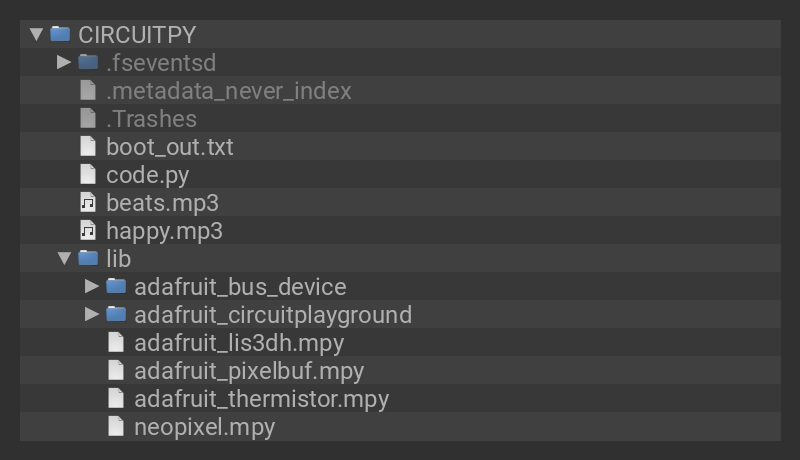 CIRCUITPY
.fseventsd
.metadata_never_index
.Trashes
boot_out.txt
code.py
beats.mp3
happy.mp3
lib
adafruit_bus_device
adafruit_circuitplayground
adafruit_lis3dh.mpy
adafruit_pixelbuf.mpy
adafruit_thermistor.mpy
neopixel.mpy